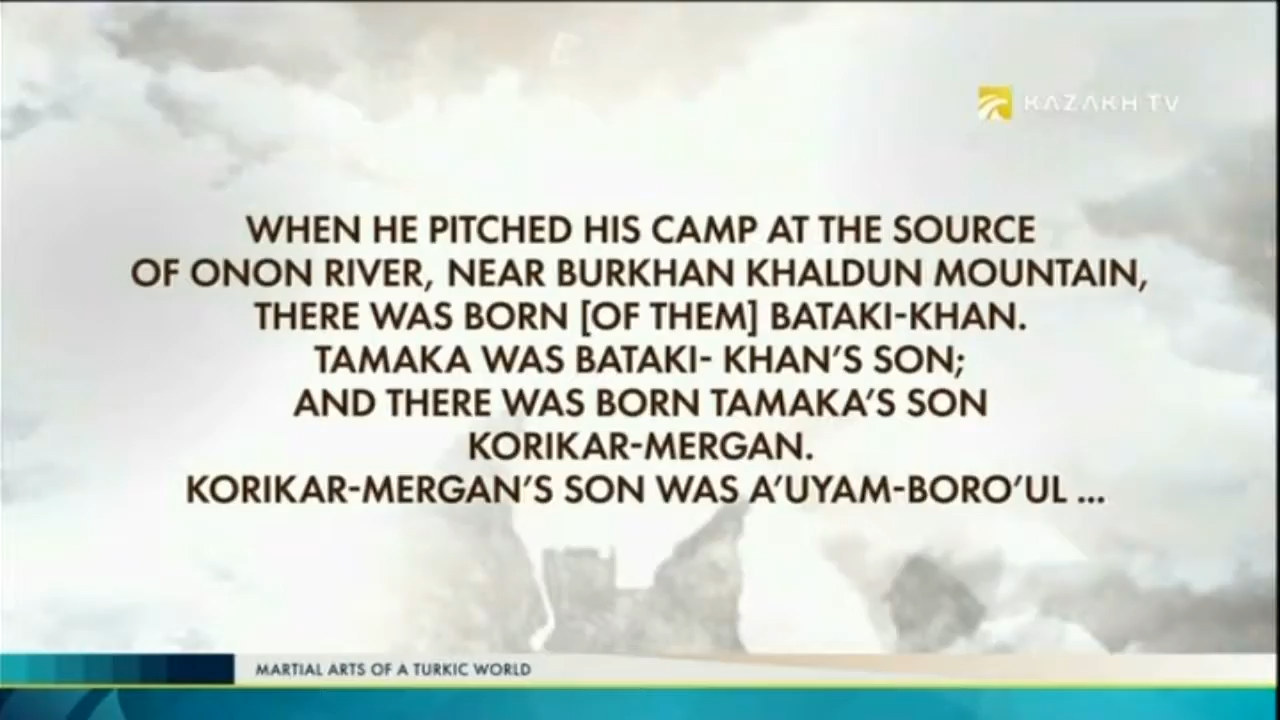 KAZAKH TV
WHEN HE PITCHED HIS CAMP AT THE SOURCE
OF ONON RIVER, NEAR BURKHAN KHALDUN MOUNTAIN,
THERE WAS BORN [OF THEM] BATAKI-KHAN.
TAMAKA WAS BATAKI- KHAN'S SON;
AND THERE WAS BORN TAMAKA'S SON
KORIKAR-MERGAN.
KORIKAR-MERGAN'S SON WAS A'UYAM-BORO'UL ...
MARTIAL ARTS OF A TURKIC WORLD